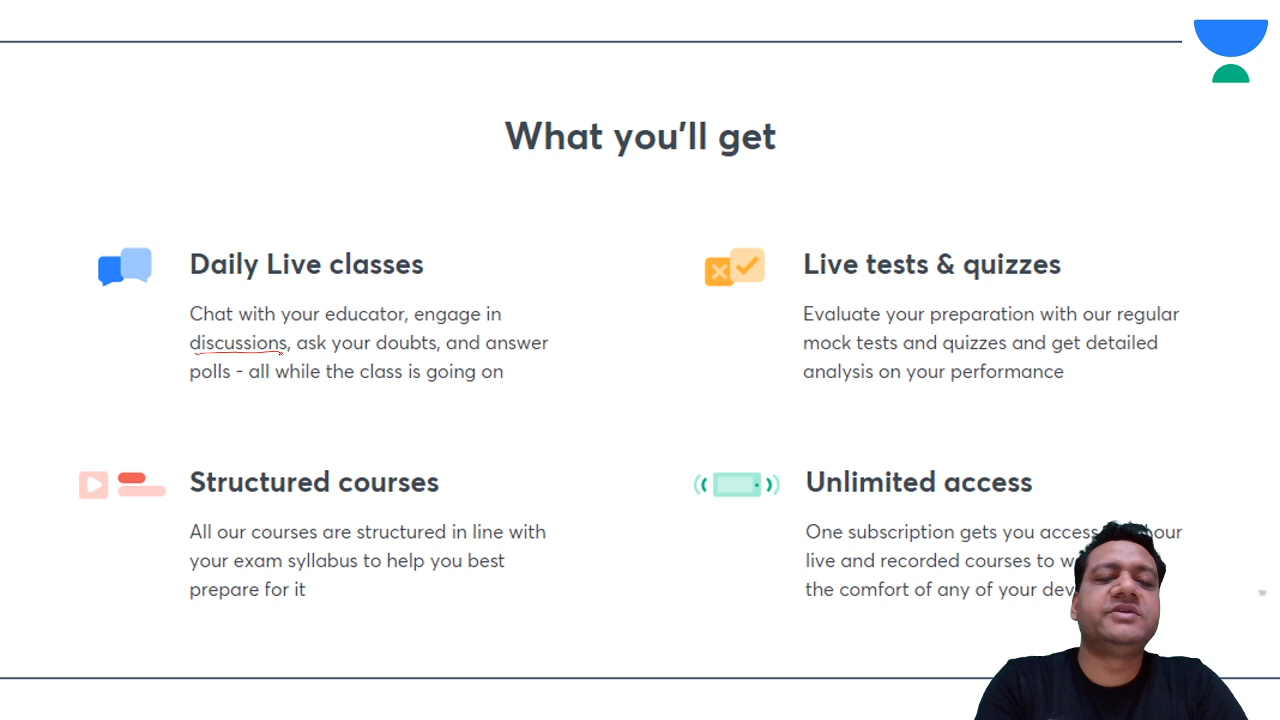 What you'll get
Daily Live classes
Chat with your educator, engage in
discussions, ask your doubts, and answer
polls - all while the class is going on
Live tests & quizzes
Evaluate your preparation with our regular
mock tests and quizzes and get detailed
analysis on your performance
Structured courses
All our courses are structured in line with
your exam syllabus to help you best
prepare for it
Unlimited access
One subscription gets you access our
live and recorded courses to
the comfort of any of your